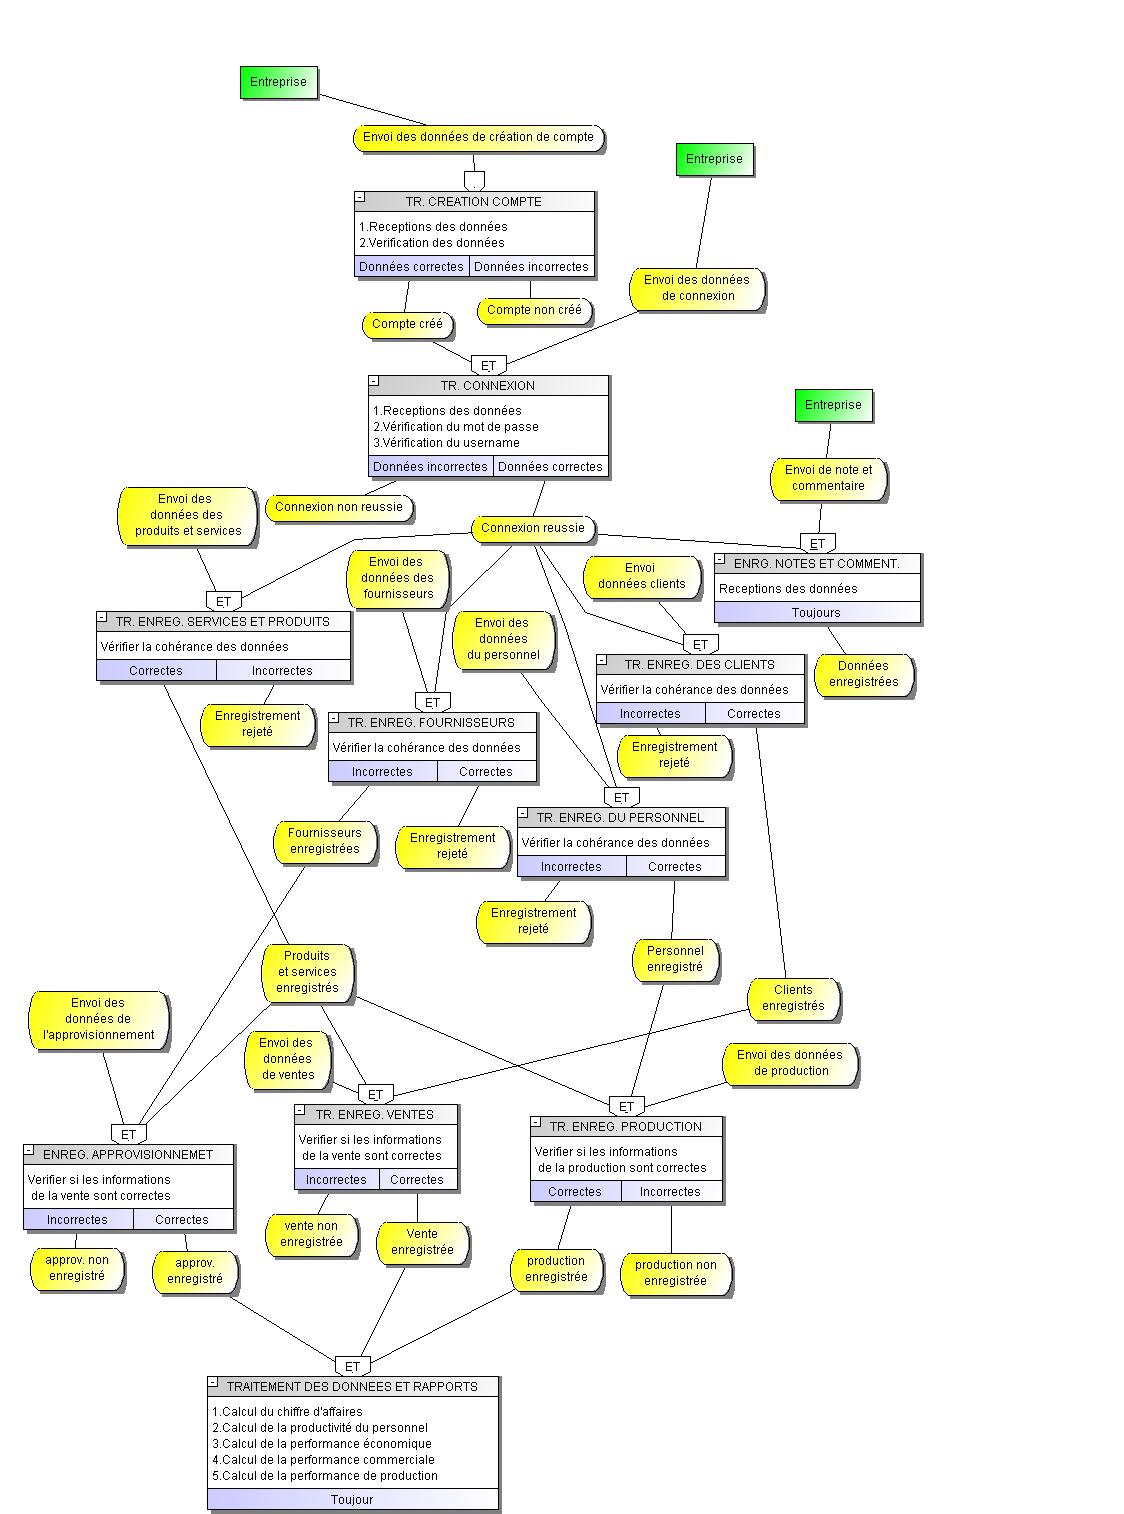 Entreprise
Envoi des données de création de compte
Entreprise
TR. CREATION COMPTE
1.Receptions des données
2.Verification des données
Données correctes
Données incorrectes
Envoi des données
de connexion
Compte créé
Compte non créé
ET
TR. CONNEXION
1.Receptions des données
2.Vérification du mot de passe
3.Vérification du username
Données incorrectes
Données correctes
Entreprise
Envoi de note et
commentaire
Connexion non reussie
Connexion reussie
Envoi des
données des
produits et services
ET
ENRG. NOTES ET COMMENT.
Receptions des données
Toujours
Données
enregistrées
Envoi des
données des
fournisseurs
Envoi
données clients
ET
TR. ENREG. SERVICES ET PRODUITS
Vérifier la cohérance des données
Correctes
Incorrectes
Enregistrement
rejeté
Envoi des
données
du personnel
ET
TR. ENREG. DES CLIENTS
Vérifier la cohérance des données
Incorrectes
Correctes
Enregistrement
rejeté
ET
TR. ENREG. FOURNISSEURS
Vérifier la cohérance des données
Incorrectes
Correctes
Fournisseurs
enregistrées
Enregistrement
rejeté
ET
TR. ENREG. DU PERSONNEL
Vérifier la cohérance des données
Incorrectes
Correctes
Enregistrement
rejeté
Personnel
enregistré
Produits
et services
enregistrés
Clients
enregistrés
Envoi des
données de
l'approvisionnement
Envoi des
données
de ventes
Envoi des données
de production
ET
ENREG. APPROVISIONNEMET
Verifier si les informations
de la vente sont correctes
Incorrectes
Correctes
ET
TR. ENREG. VENTES
Verifier si les informations
de la vente sont correctes
Incorrectes
Correctes
ET
TR. ENREG. PRODUCTION
Verifier si les informations
de la production sont correctes
Correctes
Incorrectes
approv. non
enregistré
approv.
enregistré
vente non
enregistrée
Vente
enregistrée
production
enregistrée
production non
enregistrée
ET
TRAITEMENT DES DONNEES ET RAPPORTS
1.Calcul du chiffre d'affaires
2.Calcul de la productivité du personnel
3.Calcul de la performance économique
4.Calcul de la performance commerciale
5.Calcul de la performance de production
Toujour